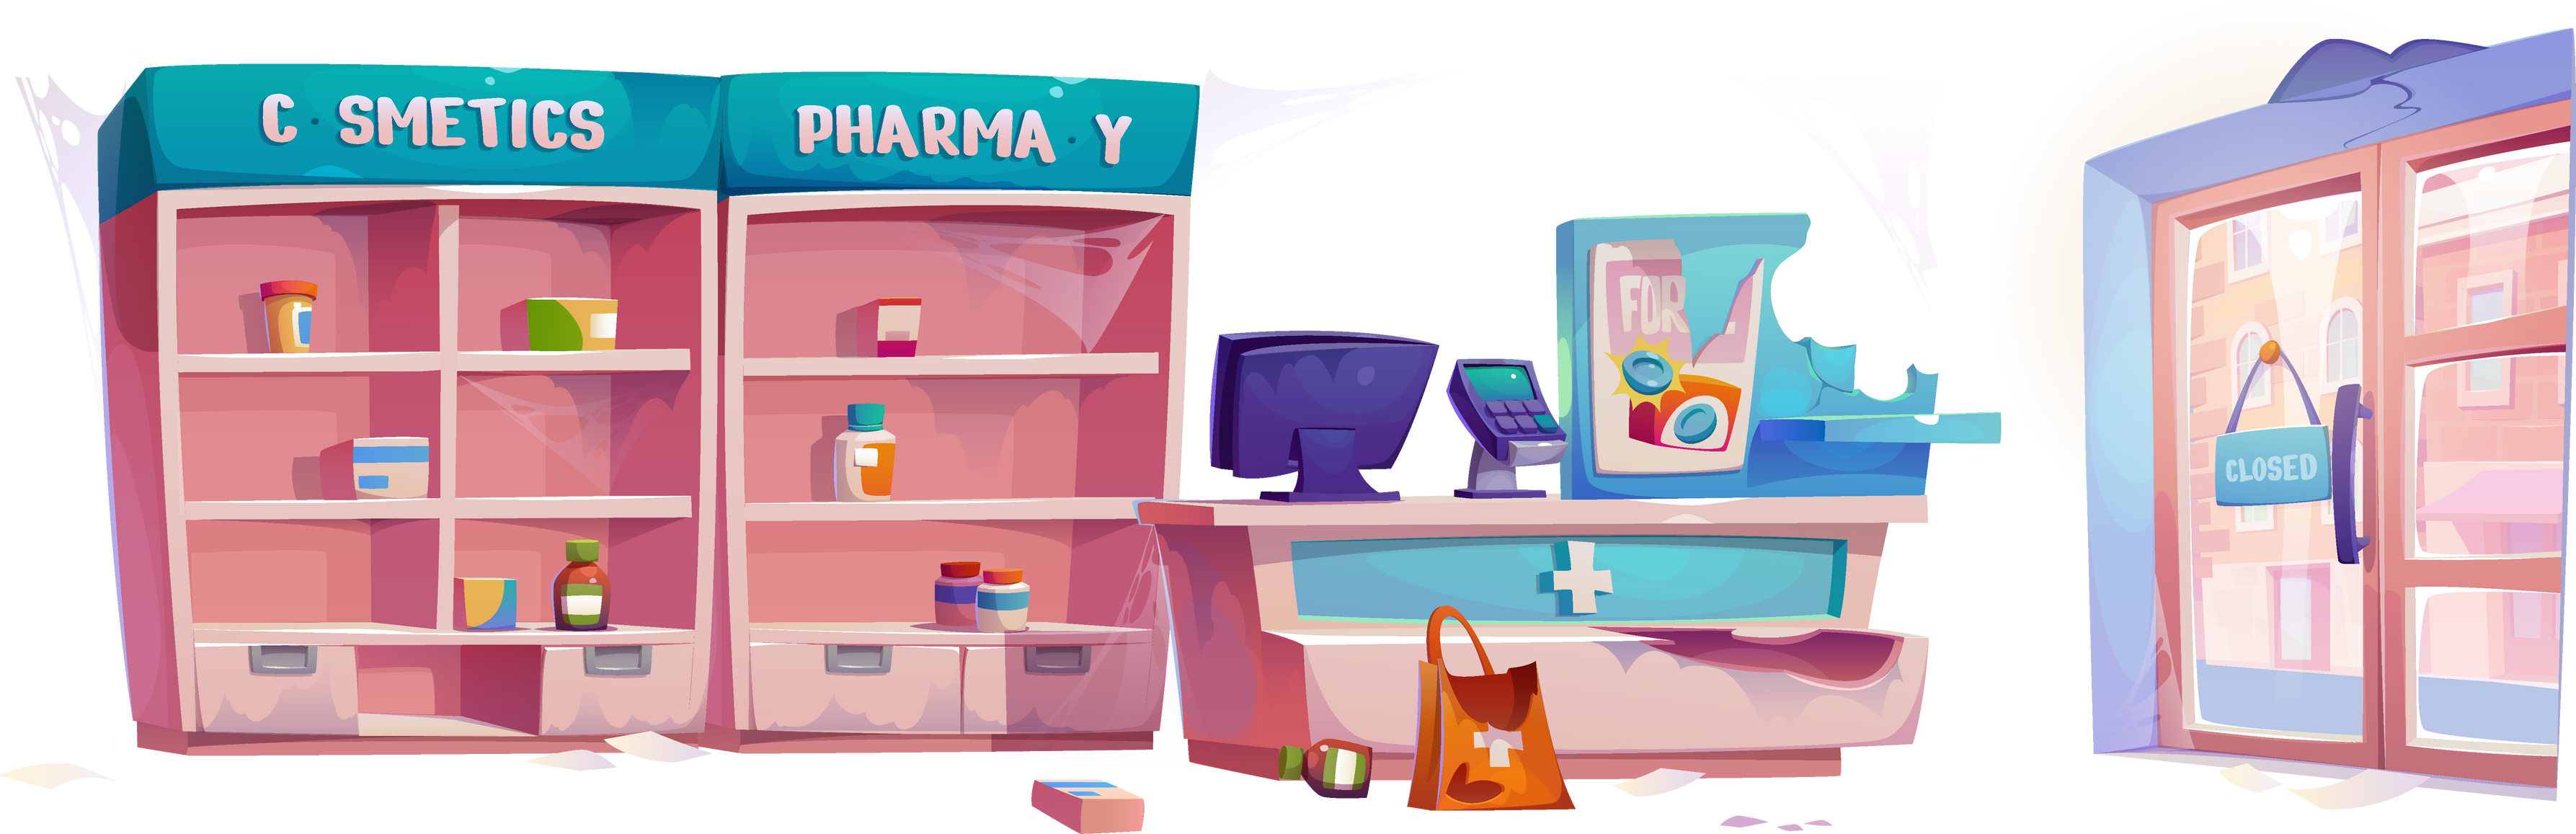 C SMETICS
PHARMA Y
FOR
CLOSED